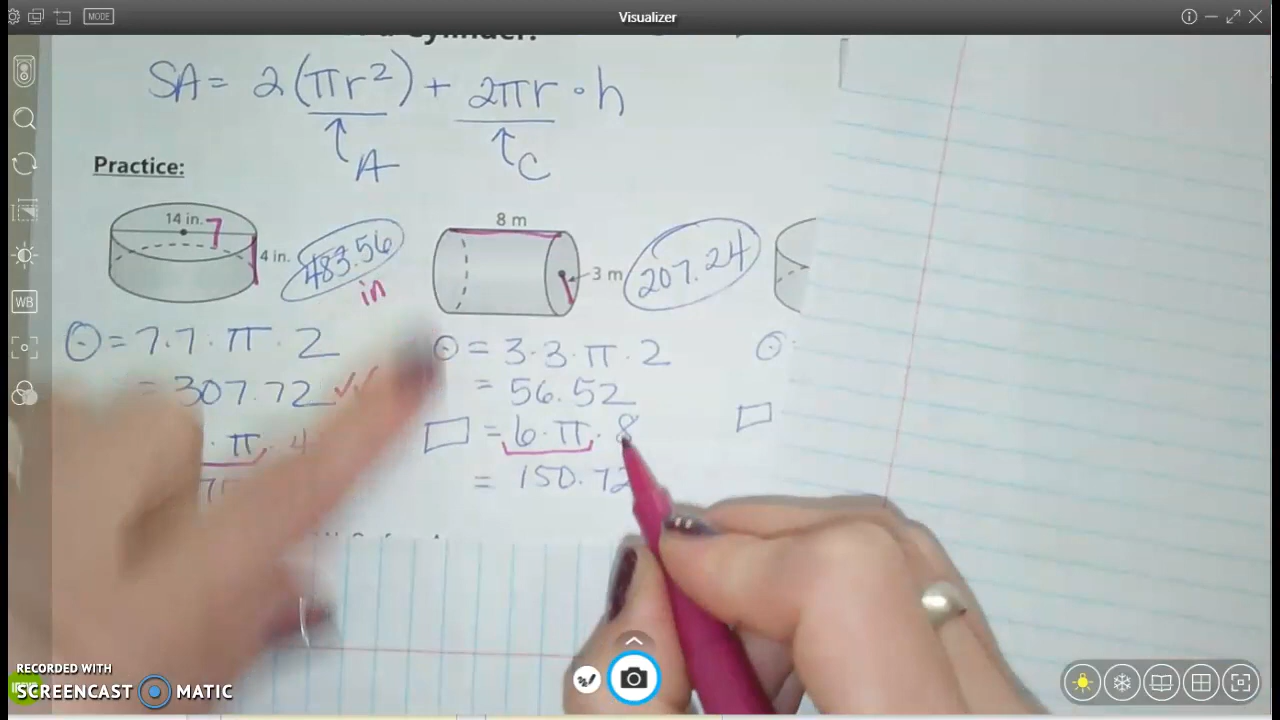 MODE
Visualizer
SA = 2(πr²) + 2πr · h
A
C
Practice:
14 in.
7
4 in.
483.56
in
8 m
3 m
207.24
= 7·7·π·2
= 307.72
· π · 4
= 3·3·π·2
= 56.52
= 6·π·8
= 150.72
WB
RECORDED WITH
SCREENCAST MATIC